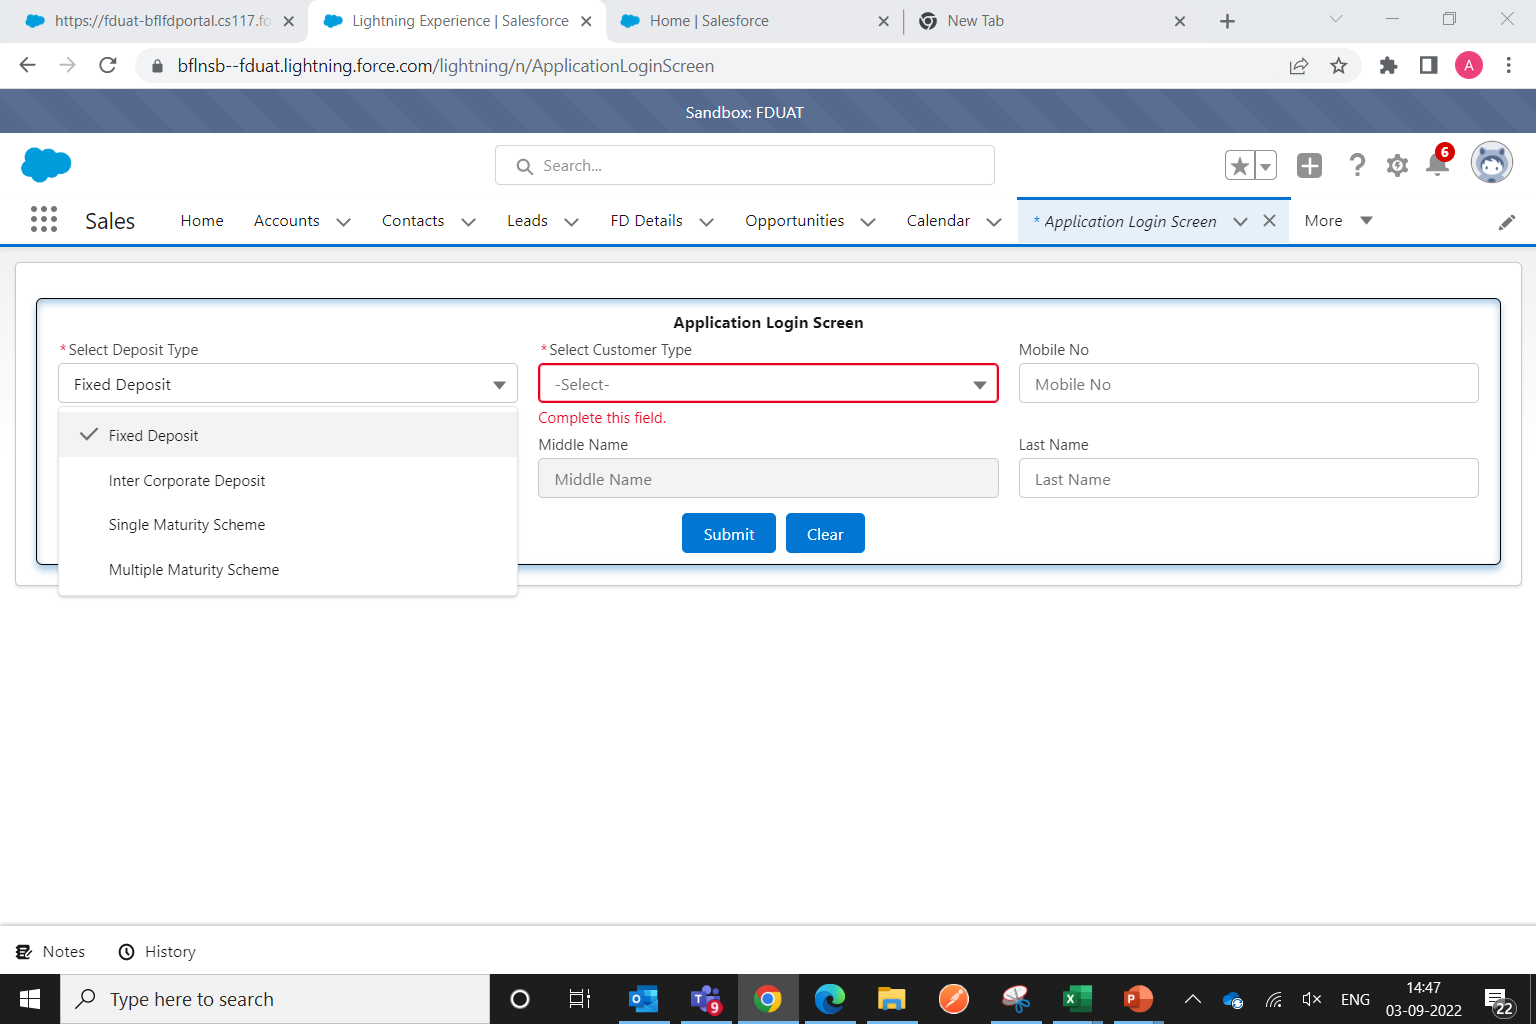 https://fduat-bflfdportal.cs117.fo
Lightning Experience | Salesforce
Home | Salesforce
New Tab
bflnsb--fduat.lightning.force.com/lightning/n/ApplicationLoginScreen
A
Sandbox: FDUAT
Search...
6
Sales
Home
Accounts
Contacts
Leads
FD Details
Opportunities
Calendar
* Application Login Screen
More
Application Login Screen
*Select Deposit Type
*Select Customer Type
Mobile No
Fixed Deposit
-Select-
Mobile No
Complete this field.
Fixed Deposit
Inter Corporate Deposit
Single Maturity Scheme
Multiple Maturity Scheme
Middle Name
Last Name
Middle Name
Last Name
Submit
Clear
Notes
History
Type here to search
9
ENG
14:47
03-09-2022
22